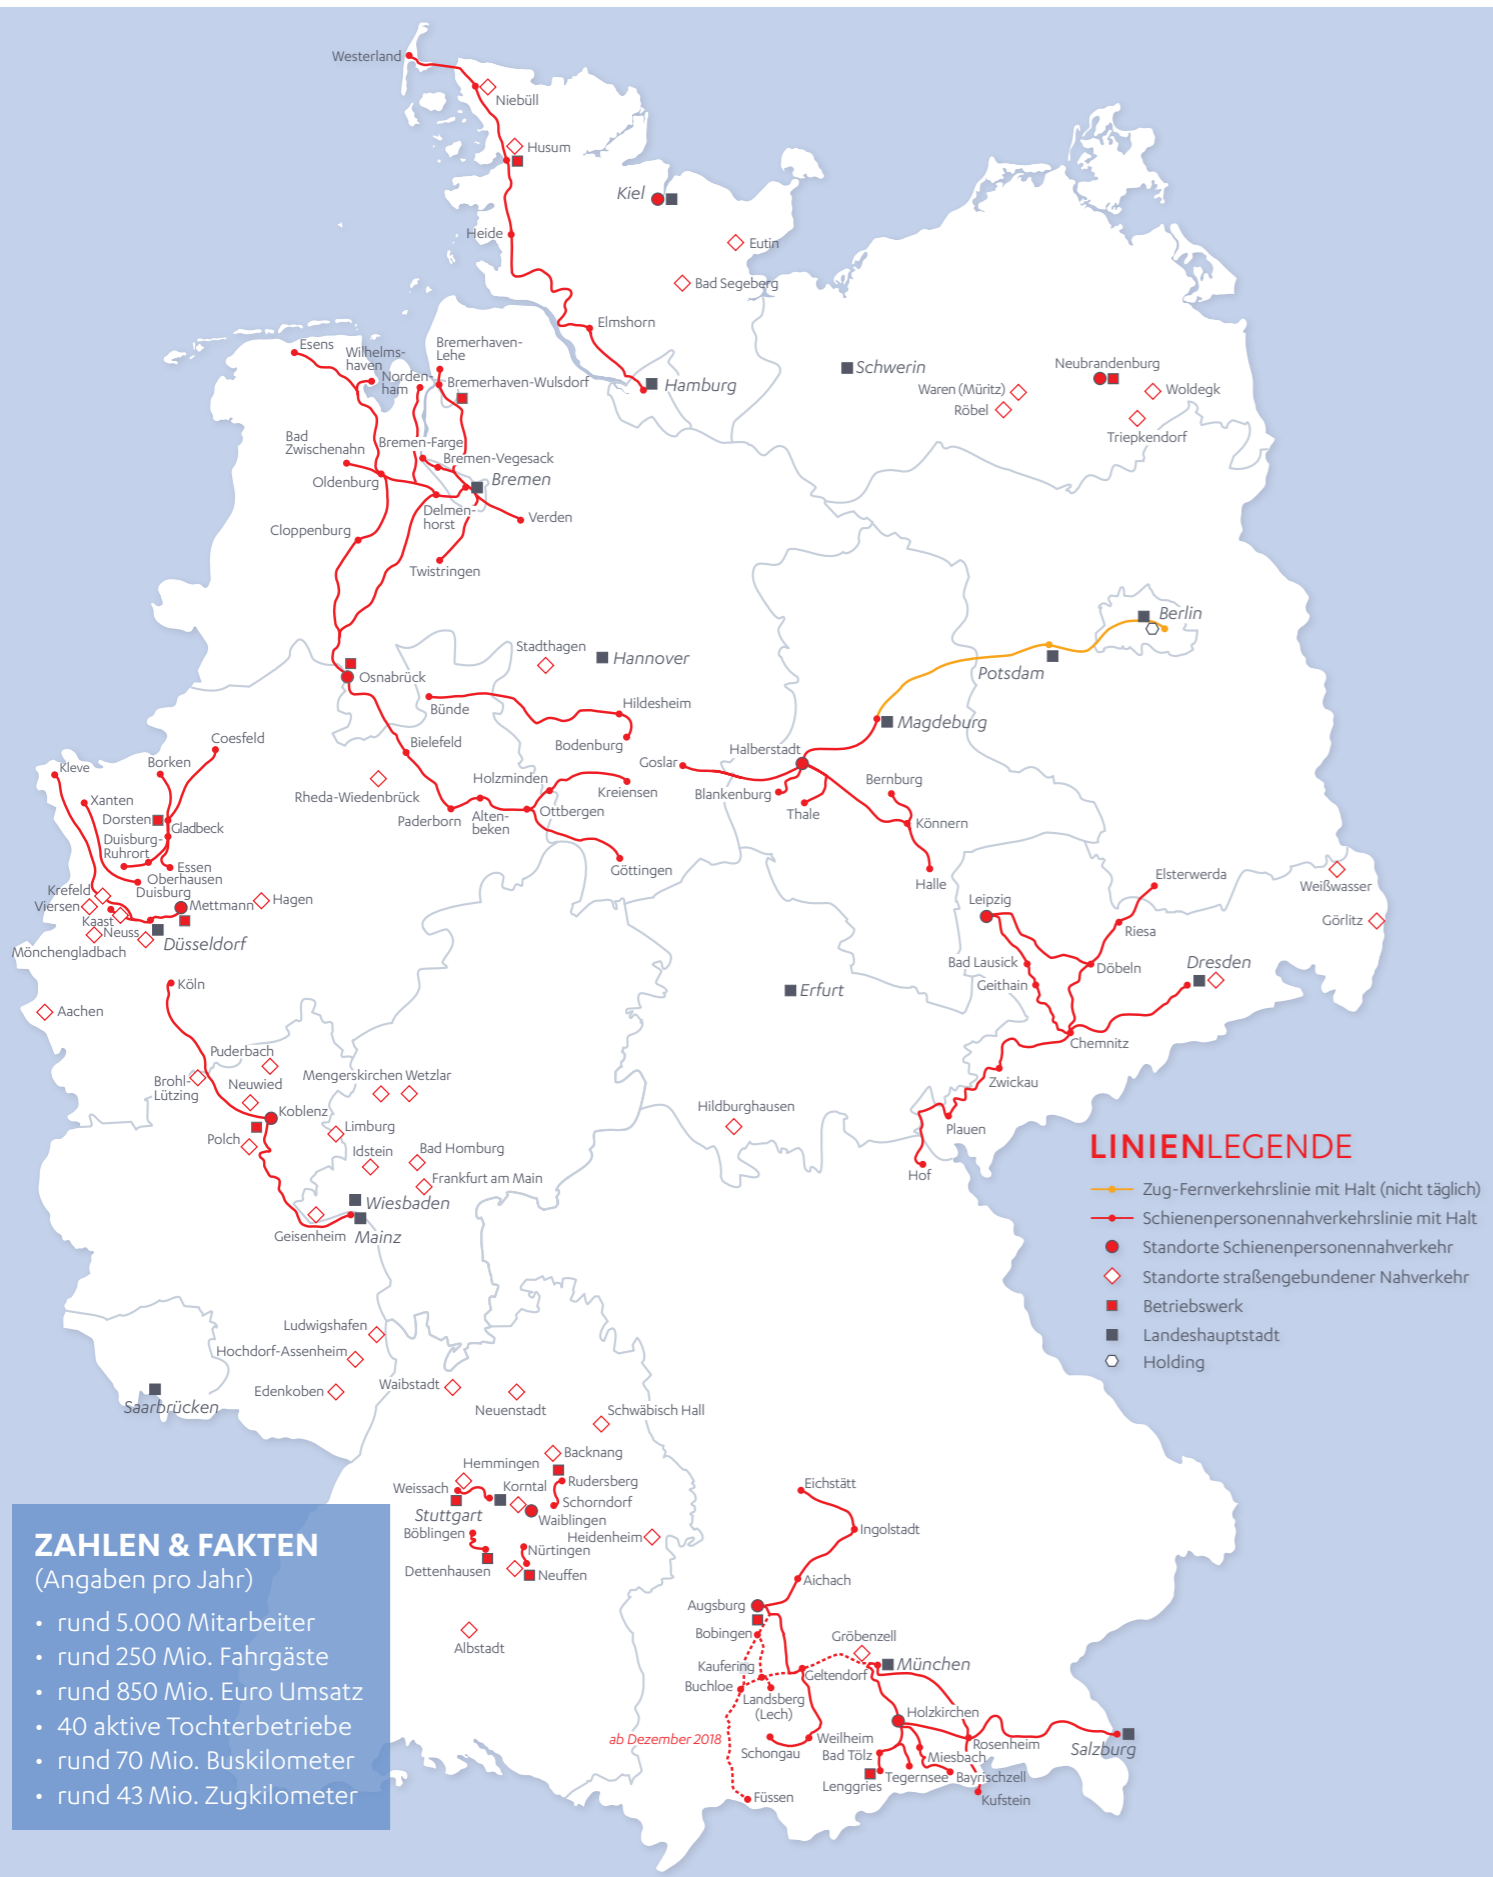 Westerland
Niebüll
Husum
Kiel
Heide
Eutin
Bad Segeberg
Elmshorn
Hamburg
Schwerin
Neubrandenburg
Waren (Müritz)
Röbel
Woldegk
Triepkendorf
Esens
Wilhelms-
haven
Norden-
ham
Bremerhaven-
Lehe
Bremerhaven-Wulsdorf
Bad
Zwischenahn
Bremen-Farge
Bremen-Vegesack
Oldenburg
Bremen
Delmen-
horst
Verden
Cloppenburg
Twistringen
Berlin
Potsdam
Magdeburg
Stadthagen
Hannover
Osnabrück
Bünde
Hildesheim
Bodenburg
Bielefeld
Rheda-Wiedenbrück
Holzminden
Kreiensen
Paderborn
Alten-
beken
Ottbergen
Göttingen
Goslar
Halberstadt
Blankenburg
Thale
Bernburg
Könnern
Halle
Coesfeld
Borken
Kleve
Xanten
Dorsten
Gladbeck
Duisburg-
Ruhrort
Essen
Oberhausen
Duisburg
Krefeld
Viersen
Kaast
Neuss
Mettmann
Hagen
Düsseldorf
Mönchengladbach
Köln
Aachen
Elsterwerda
Weißwasser
Leipzig
Riesa
Görlitz
Bad Lausick
Döbeln
Dresden
Geithain
Erfurt
Chemnitz
Zwickau
Plauen
Hof
Hildburghausen
Puderbach
Brohl-
Lützing
Neuwied
Mengerskirchen
Wetzlar
Koblenz
Polch
Limburg
Idstein
Bad Homburg
Frankfurt am Main
Wiesbaden
Geisenheim
Mainz
LINIENLEGENDE
Zug-Fernverkehrslinie mit Halt (nicht täglich)
Schienenpersonennahverkehrslinie mit Halt
Standorte Schienenpersonennahverkehr
Standorte straßengebundener Nahverkehr
Betriebswerk
Landeshauptstadt
Holding
Ludwigshafen
Hochdorf-Assenheim
Edenkoben
Saarbrücken
Waibstadt
Neuenstadt
Schwäbisch Hall
Backnang
Hemmingen
Weissach
Korntal
Rudersberg
Schorndorf
Stuttgart
Waiblingen
Böblingen
Heidenheim
Nürtingen
Dettenhausen
Neuffen
Albstadt
Eichstätt
Ingolstadt
Aichach
Augsburg
Bobingen
Gröbenzell
München
Kaufering
Geltendorf
Buchloe
Landsberg
(Lech)
Holzkirchen
ab Dezember 2018
Schongau
Weilheim
Bad Tölz
Miesbach
Rosenheim
Salzburg
Lenggries
Tegernsee
Bayrischzell
Füssen
Kufstein
ZAHLEN & FAKTEN
(Angaben pro Jahr)
• rund 5.000 Mitarbeiter
• rund 250 Mio. Fahrgäste
• rund 850 Mio. Euro Umsatz
• 40 aktive Tochterbetriebe
• rund 70 Mio. Buskilometer
• rund 43 Mio. Zugkilometer